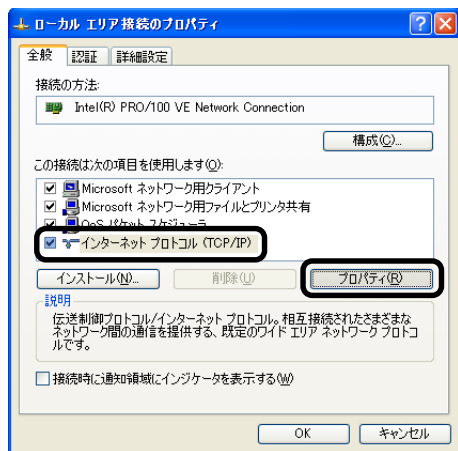 ローカル エリア接続のプロパティ
全般 認証 詳細設定
接続の方法:
Intel(R) PRO/100 VE Network Connection
構成(C)...
この接続は次の項目を使用します(O):
Microsoft ネットワーク用クライアント
Microsoft ネットワーク用ファイルとプリンタ共有
QoS パケット スケジューラ
インターネット プロトコル (TCP/IP)
インストール(N)... 削除(U) プロパティ(R)
説明
伝送制御プロトコル/インターネット プロトコル。相互接続されたさまざまな
ネットワーク間の通信を提供する、既定のワイド エリア ネットワーク プロトコ
ルです。
接続時に通知領域にインジケータを表示する(W)
OK キャンセル